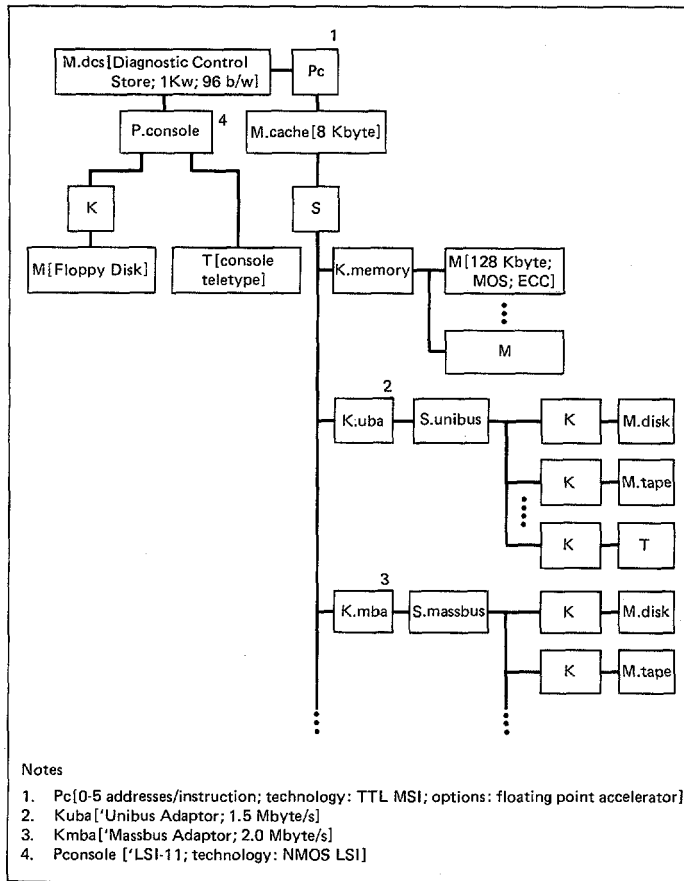 1
M.dcs[Diagnostic Control
Store; 1Kw; 96 b/w]
Pc
P.console
4
M.cache[8 Kbyte]
K
S
M[Floppy Disk]
T[console
teletype]
K.memory
M[128 Kbyte;
MOS; ECC]
M
2
K.uba
S.unibus
K
M.disk
K
M.tape
K
T
3
K.mba
S.massbus
K
M.disk
K
M.tape
Notes
1. Pc[0-5 addresses/instruction; technology: TTL MSI; options: floating point accelerator]
2. Kuba['Unibus Adaptor; 1.5 Mbyte/s]
3. Kmba['Massbus Adaptor; 2.0 Mbyte/s]
4. Pconsole ['LSI-11; technology: NMOS LSI]